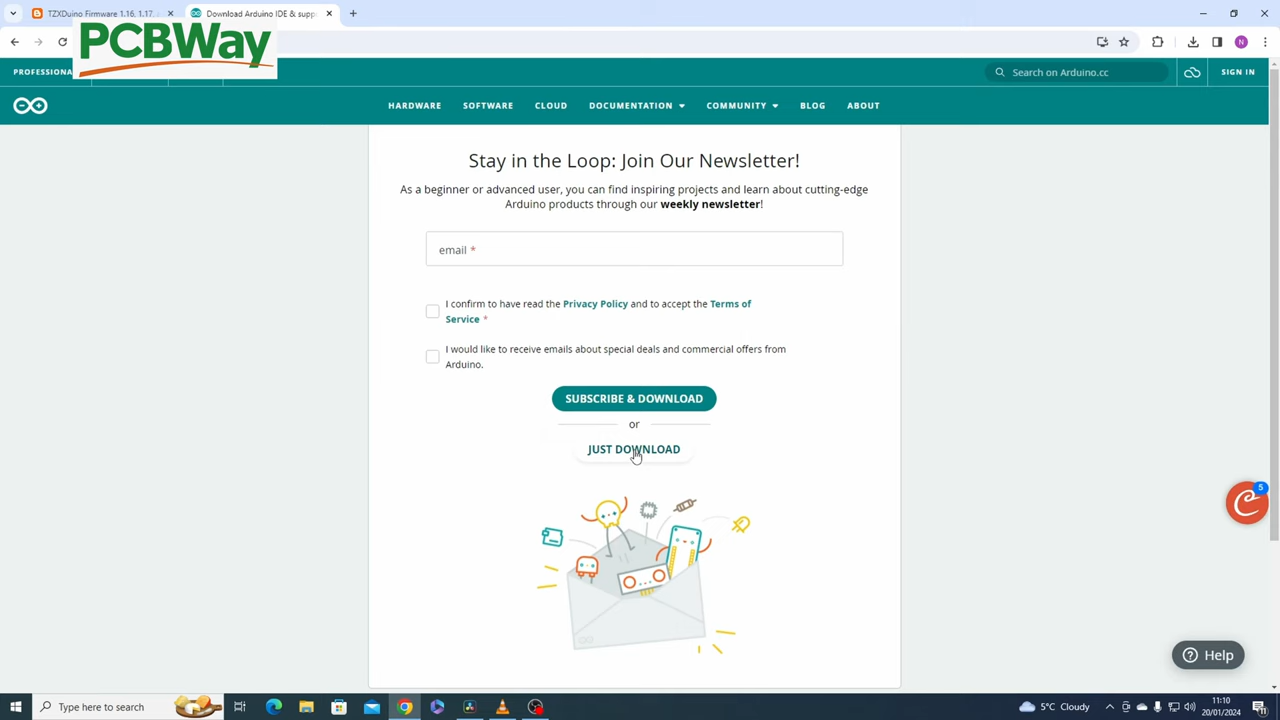 TZXDuino Firmware 1.16, 1.17,
Download Arduino IDE & supp
PCBWay
PROFESSIONA
Search on Arduino.cc
SIGN IN
HARDWARE
SOFTWARE
CLOUD
DOCUMENTATION
COMMUNITY
BLOG
ABOUT
Stay in the Loop: Join Our Newsletter!
As a beginner or advanced user, you can find inspiring projects and learn about cutting-edge
Arduino products through our weekly newsletter!
email *
I confirm to have read the Privacy Policy and to accept the Terms of
Service *
I would like to receive emails about special deals and commercial offers from
Arduino.
SUBSCRIBE & DOWNLOAD
or
JUST DOWNLOAD
5
Help
Type here to search
5°C Cloudy
11:10
20/01/2024